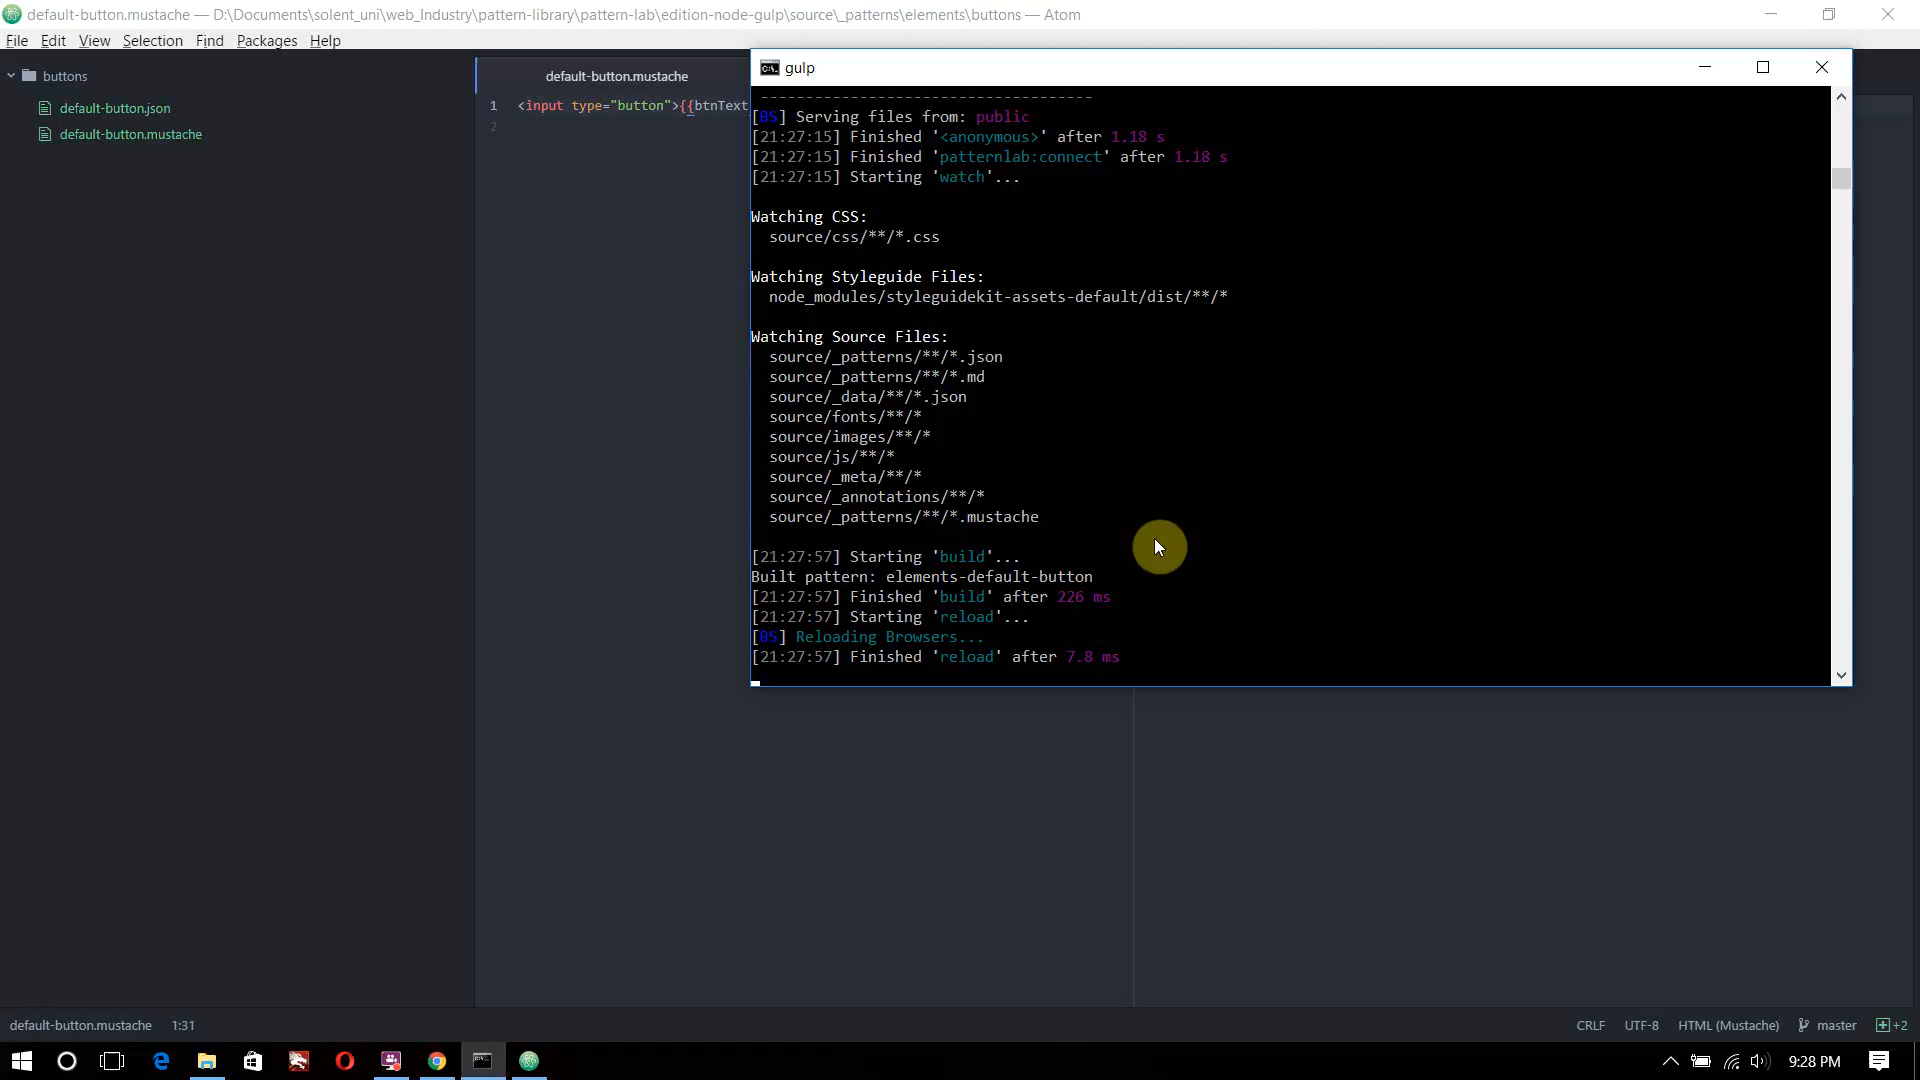 default-button.mustache — D:\Documents\solent_uni\web_Industry\pattern-library\pattern-lab\edition-node-gulp\source\_patterns\elements\buttons — Atom
File Edit View Selection Find Packages Help
buttons
default-button.json
default-button.mustache
default-button.mustache
1 <input type="button">{{btnText
2
gulp
------------------------------------
[BS] Serving files from: public
[21:27:15] Finished '<anonymous>' after 1.18 s
[21:27:15] Finished 'patternlab:connect' after 1.18 s
[21:27:15] Starting 'watch'...
Watching CSS:
source/css/**/*.css
Watching Styleguide Files:
node_modules/styleguidekit-assets-default/dist/**/*
Watching Source Files:
source/_patterns/**/*.json
source/_patterns/**/*.md
source/_data/**/*.json
source/fonts/**/*
source/images/**/*
source/js/**/*
source/_meta/**/*
source/_annotations/**/*
source/_patterns/**/*.mustache
[21:27:57] Starting 'build'...
Built pattern: elements-default-button
[21:27:57] Finished 'build' after 226 ms
[21:27:57] Starting 'reload'...
[BS] Reloading Browsers...
[21:27:57] Finished 'reload' after 7.8 ms
default-button.mustache 1:31
CRLF UTF-8 HTML (Mustache) master +2
9:28 PM